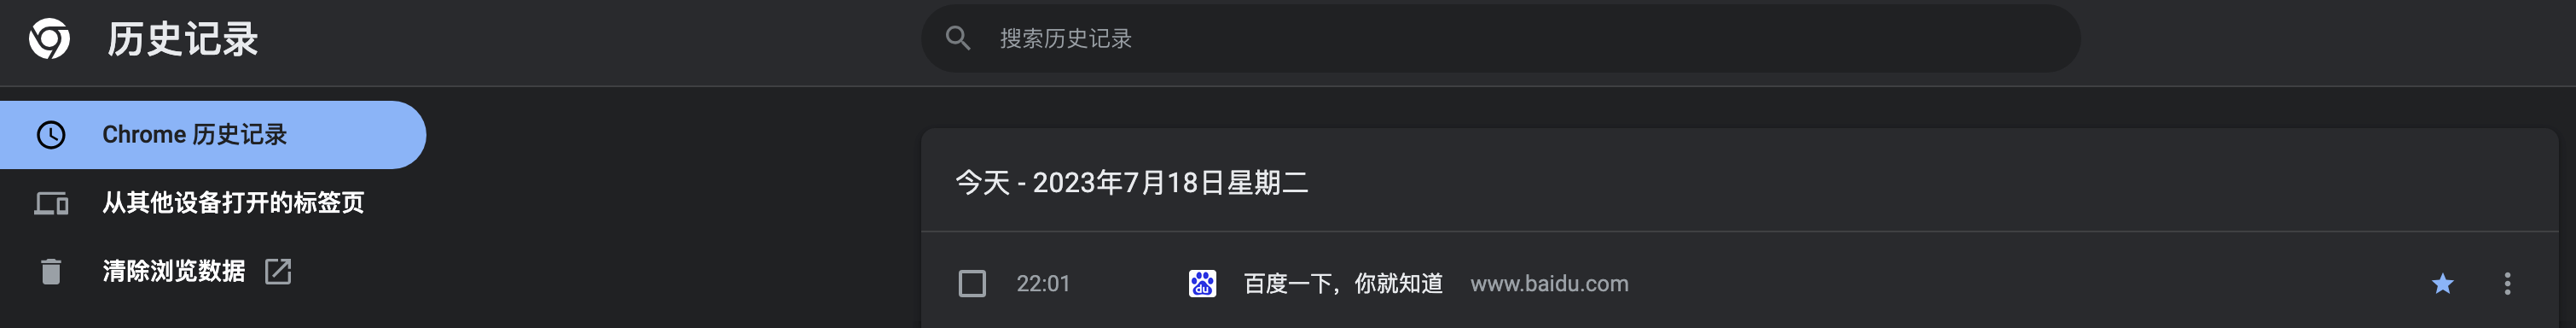 历史记录
搜索历史记录
Chrome 历史记录
从其他设备打开的标签页
清除浏览数据
今天 - 2023年7月18日星期二
22:01 du 百度一下，你就知道 www.baidu.com